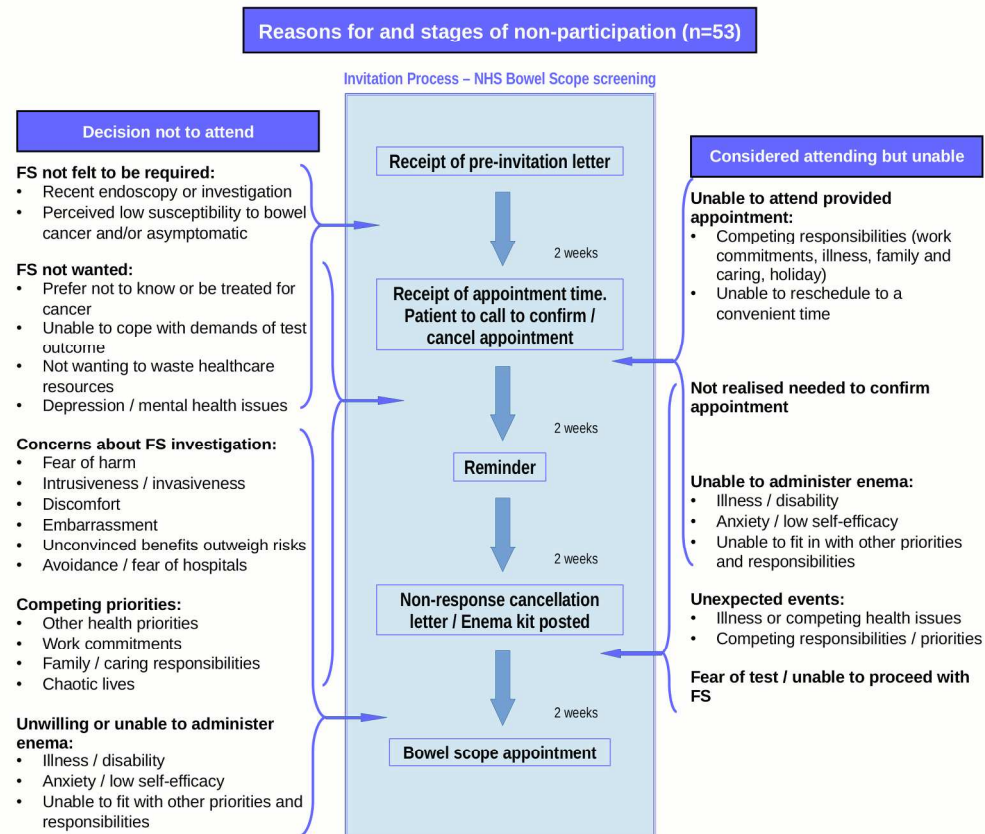 Reasons for and stages of non-participation (n=53)
Invitation Process – NHS Bowel Scope screening
Decision not to attend
FS not felt to be required:
• Recent endoscopy or investigation
• Perceived low susceptibility to bowel
cancer and/or asymptomatic
FS not wanted:
• Prefer not to know or be treated for
cancer
• Unable to cope with demands of test
outcome
• Not wanting to waste healthcare
resources
• Depression / mental health issues
Concerns about FS investigation:
• Fear of harm
• Intrusiveness / invasiveness
• Discomfort
• Embarrassment
• Unconvinced benefits outweigh risks
• Avoidance / fear of hospitals
Competing priorities:
• Other health priorities
• Work commitments
• Family / caring responsibilities
• Chaotic lives
Unwilling or unable to administer
enema:
• Illness / disability
• Anxiety / low self-efficacy
• Unable to fit with other priorities and
responsibilities
Receipt of pre-invitation letter
2 weeks
Receipt of appointment time.
Patient to call to confirm /
cancel appointment
2 weeks
Reminder
2 weeks
Non-response cancellation
letter / Enema kit posted
2 weeks
Bowel scope appointment
Considered attending but unable
Unable to attend provided
appointment:
• Competing responsibilities (work
commitments, illness, family and
caring, holiday)
• Unable to reschedule to a
convenient time
Not realised needed to confirm
appointment
Unable to administer enema:
• Illness / disability
• Anxiety / low self-efficacy
• Unable to fit in with other priorities
and responsibilities
Unexpected events:
• Illness or competing health issues
• Competing responsibilities / priorities
Fear of test / unable to proceed with
FS